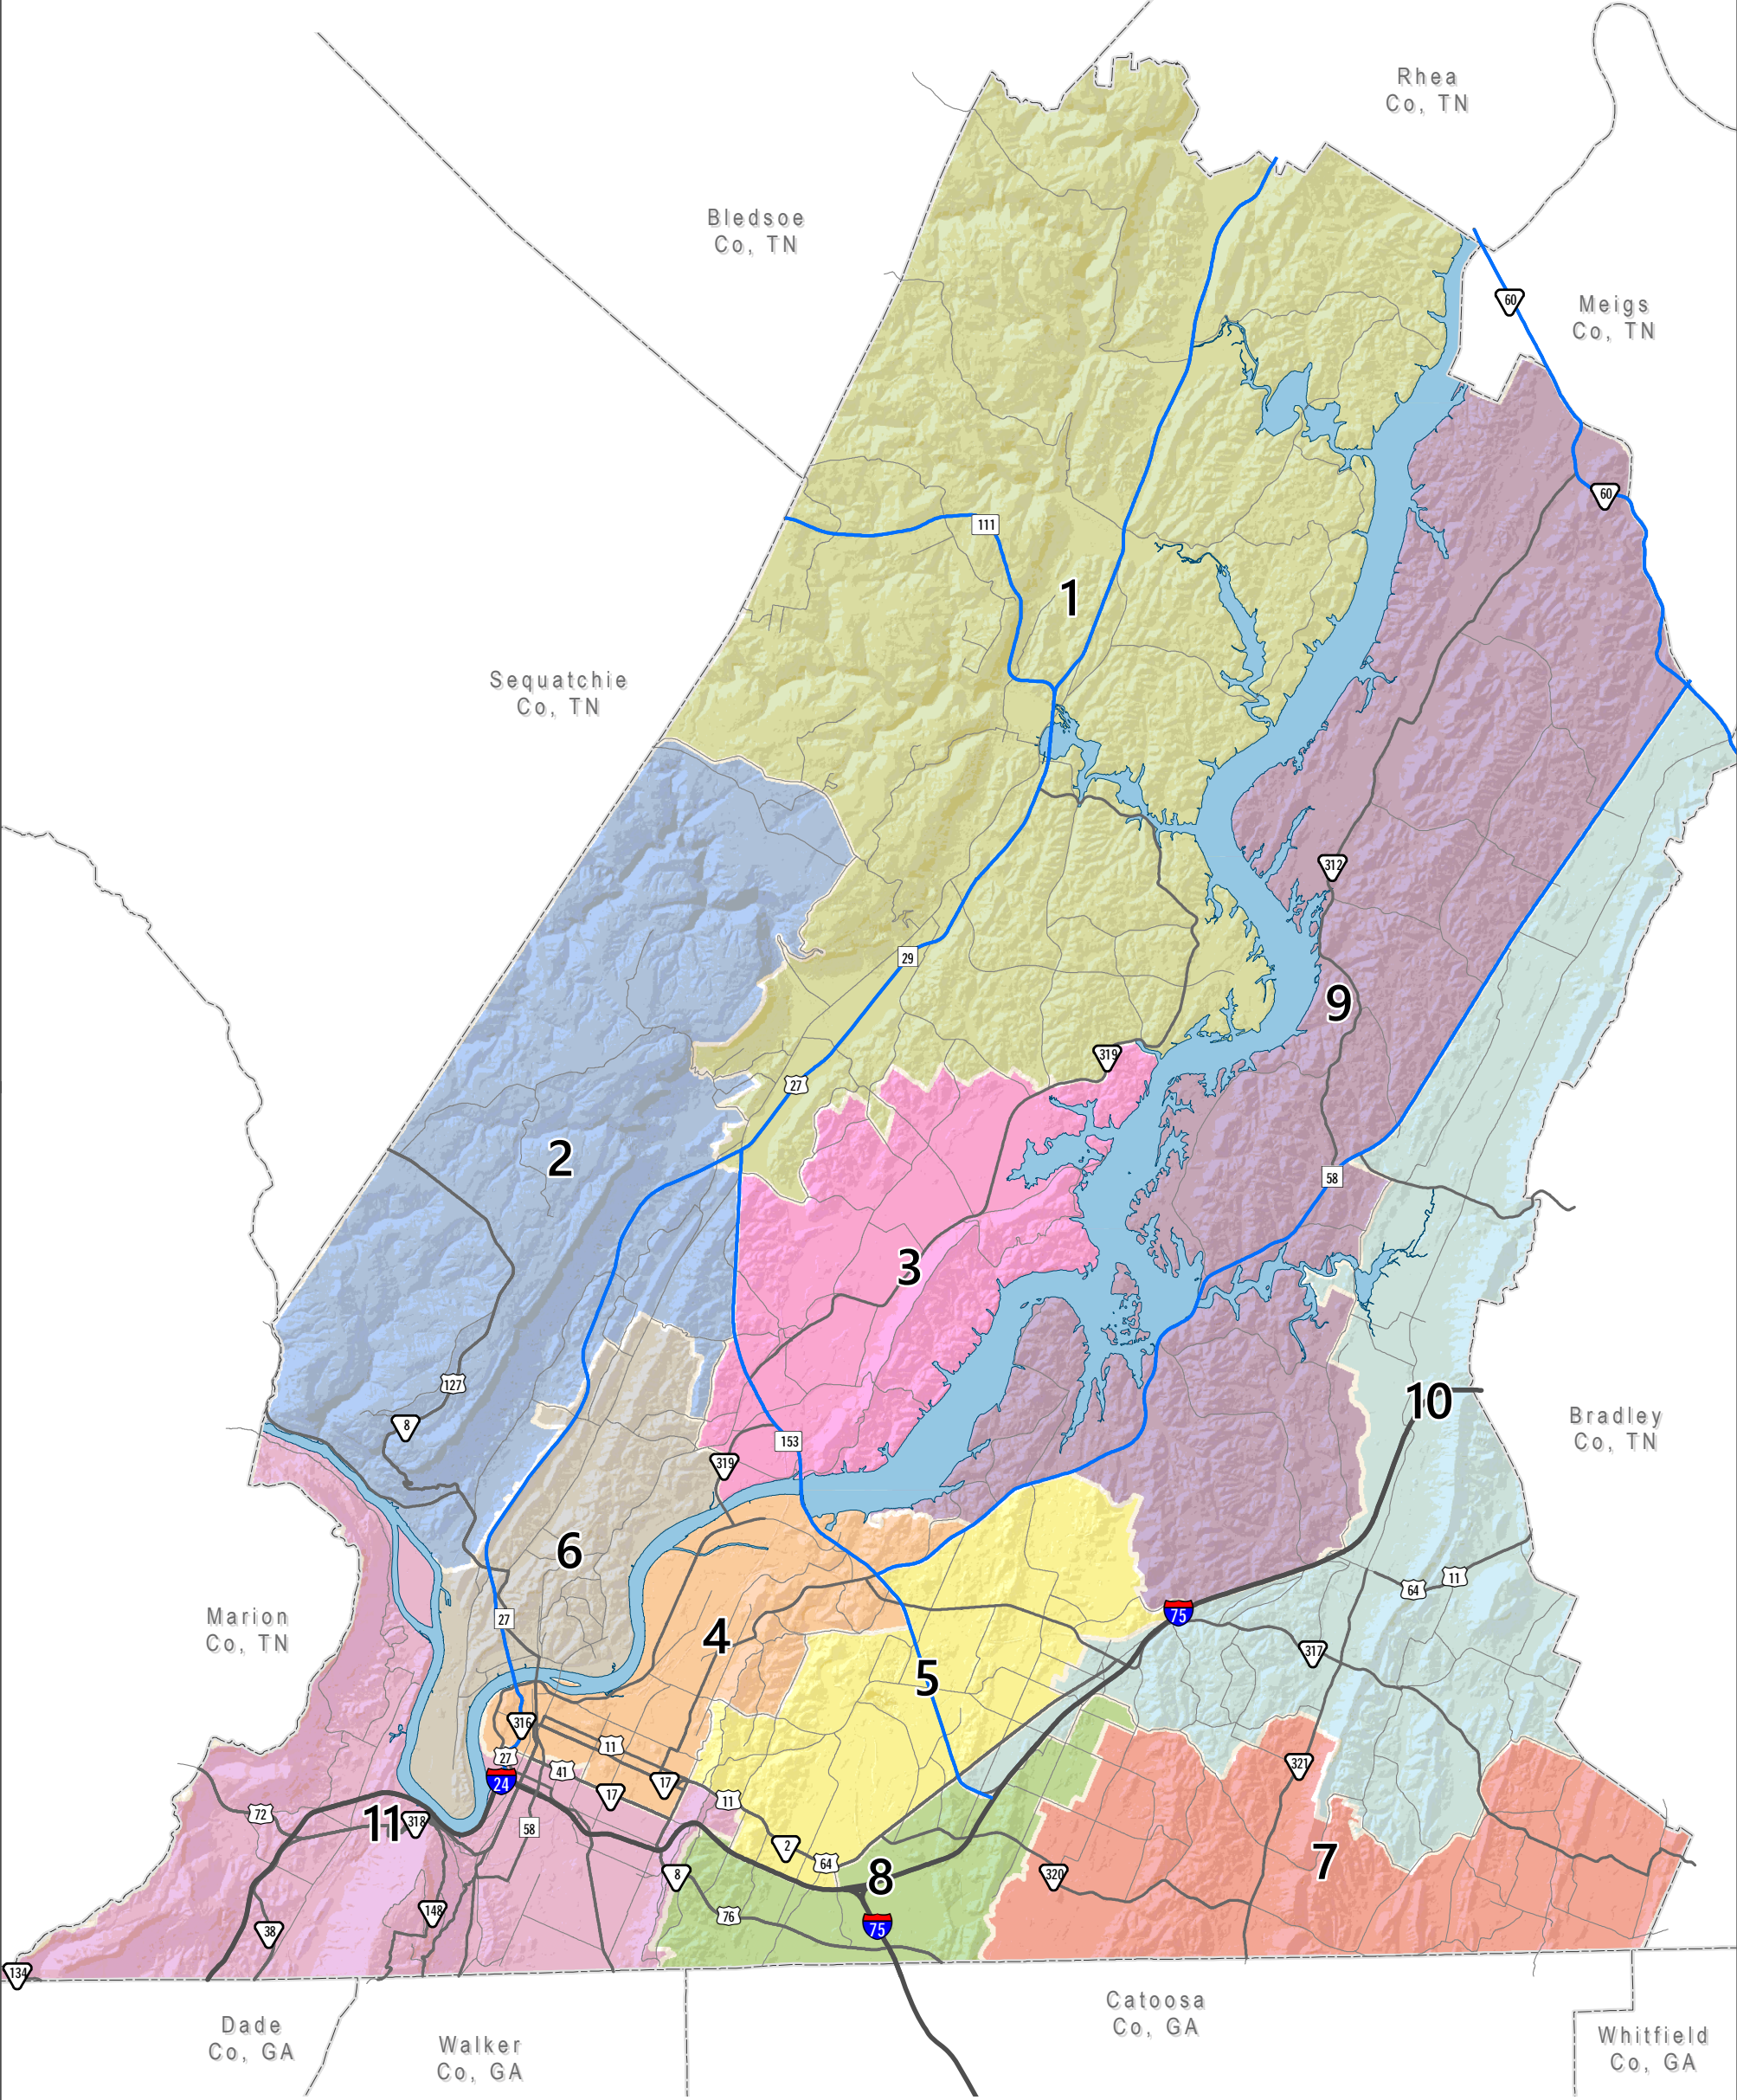 Rhea
Co, TN
Bledsoe
Co, TN
60
Meigs
Co, TN
60
111
1
Sequatchie
Co, TN
312
29
9
319
27
2
58
3
127
10
8
Bradley
Co, TN
153
319
6
64
11
75
27
Marion
Co, TN
4
317
5
316
11
27
41
321
24
17
17
11
72
11
318
58
2
64
7
8
8
320
148
76
75
38
134
Catoosa
Co, GA
Dade
Co, GA
Walker
Co, GA
Whitfield
Co, GA